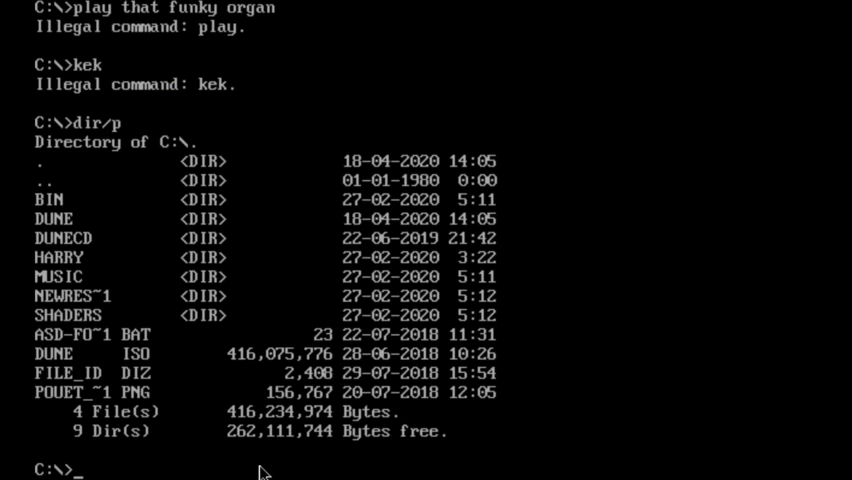 C:\>play that funky organ
Illegal command: play.
C:\>kek
Illegal command: kek.
C:\>dir/p
Directory of C:\.
. <DIR> 18-04-2020 14:05
.. <DIR> 01-01-1980 0:00
BIN <DIR> 27-02-2020 5:11
DUNE <DIR> 18-04-2020 14:05
DUNECD <DIR> 22-06-2019 21:42
HARRY <DIR> 27-02-2020 3:22
MUSIC <DIR> 27-02-2020 5:11
NEWRES~1 <DIR> 27-02-2020 5:12
SHADERS <DIR> 27-02-2020 5:12
ASD-FO~1 BAT 23 22-07-2018 11:31
DUNE ISO 416,075,776 28-06-2018 10:26
FILE_ID DIZ 2,408 29-07-2018 15:54
POUET_~1 PNG 156,767 20-07-2018 12:05
4 File(s) 416,234,974 Bytes.
9 Dir(s) 262,111,744 Bytes free.
C:\>_